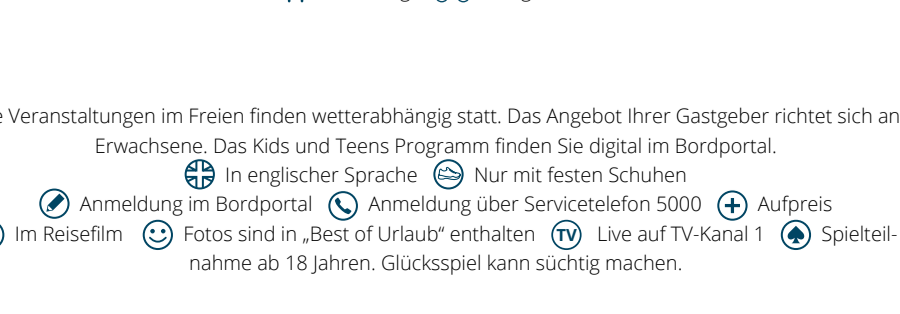 Veranstaltungen im Freien finden wetterabhängig statt. Das Angebot Ihrer Gastgeber richtet sich an
Erwachsene. Das Kids und Teens Programm finden Sie digital im Bordportal.
In englischer Sprache Nur mit festen Schuhen
Anmeldung im Bordportal Anmeldung über Servicetelefon 5000 + Aufpreis
Im Reisefilm Fotos sind in „Best of Urlaub“ enthalten TV Live auf TV-Kanal 1 Spielteil-
nahme ab 18 Jahren. Glücksspiel kann süchtig machen.